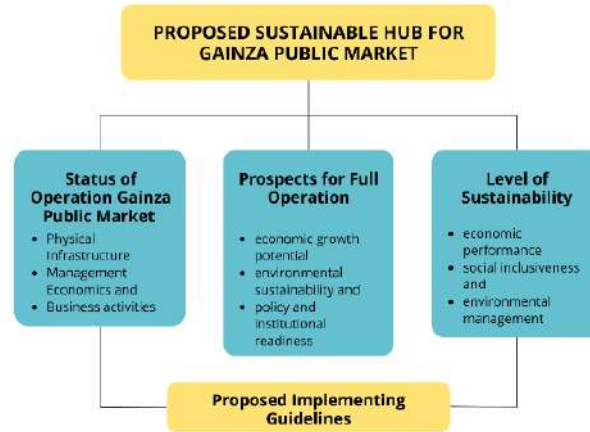 PROPOSED SUSTAINABLE HUB FOR
GAINZA PUBLIC MARKET
Status of
Operation Gainza
Public Market
• Physical
Infrastructure
• Management
Economics and
• Business activities
Prospects for Full
Operation
• economic growth
potential
• environmental
sustainability and
• policy and
institutional
readiness
Level of
Sustainability
• economic
performance
• social inclusiveness
and
• environmental
management
Proposed Implementing
Guidelines